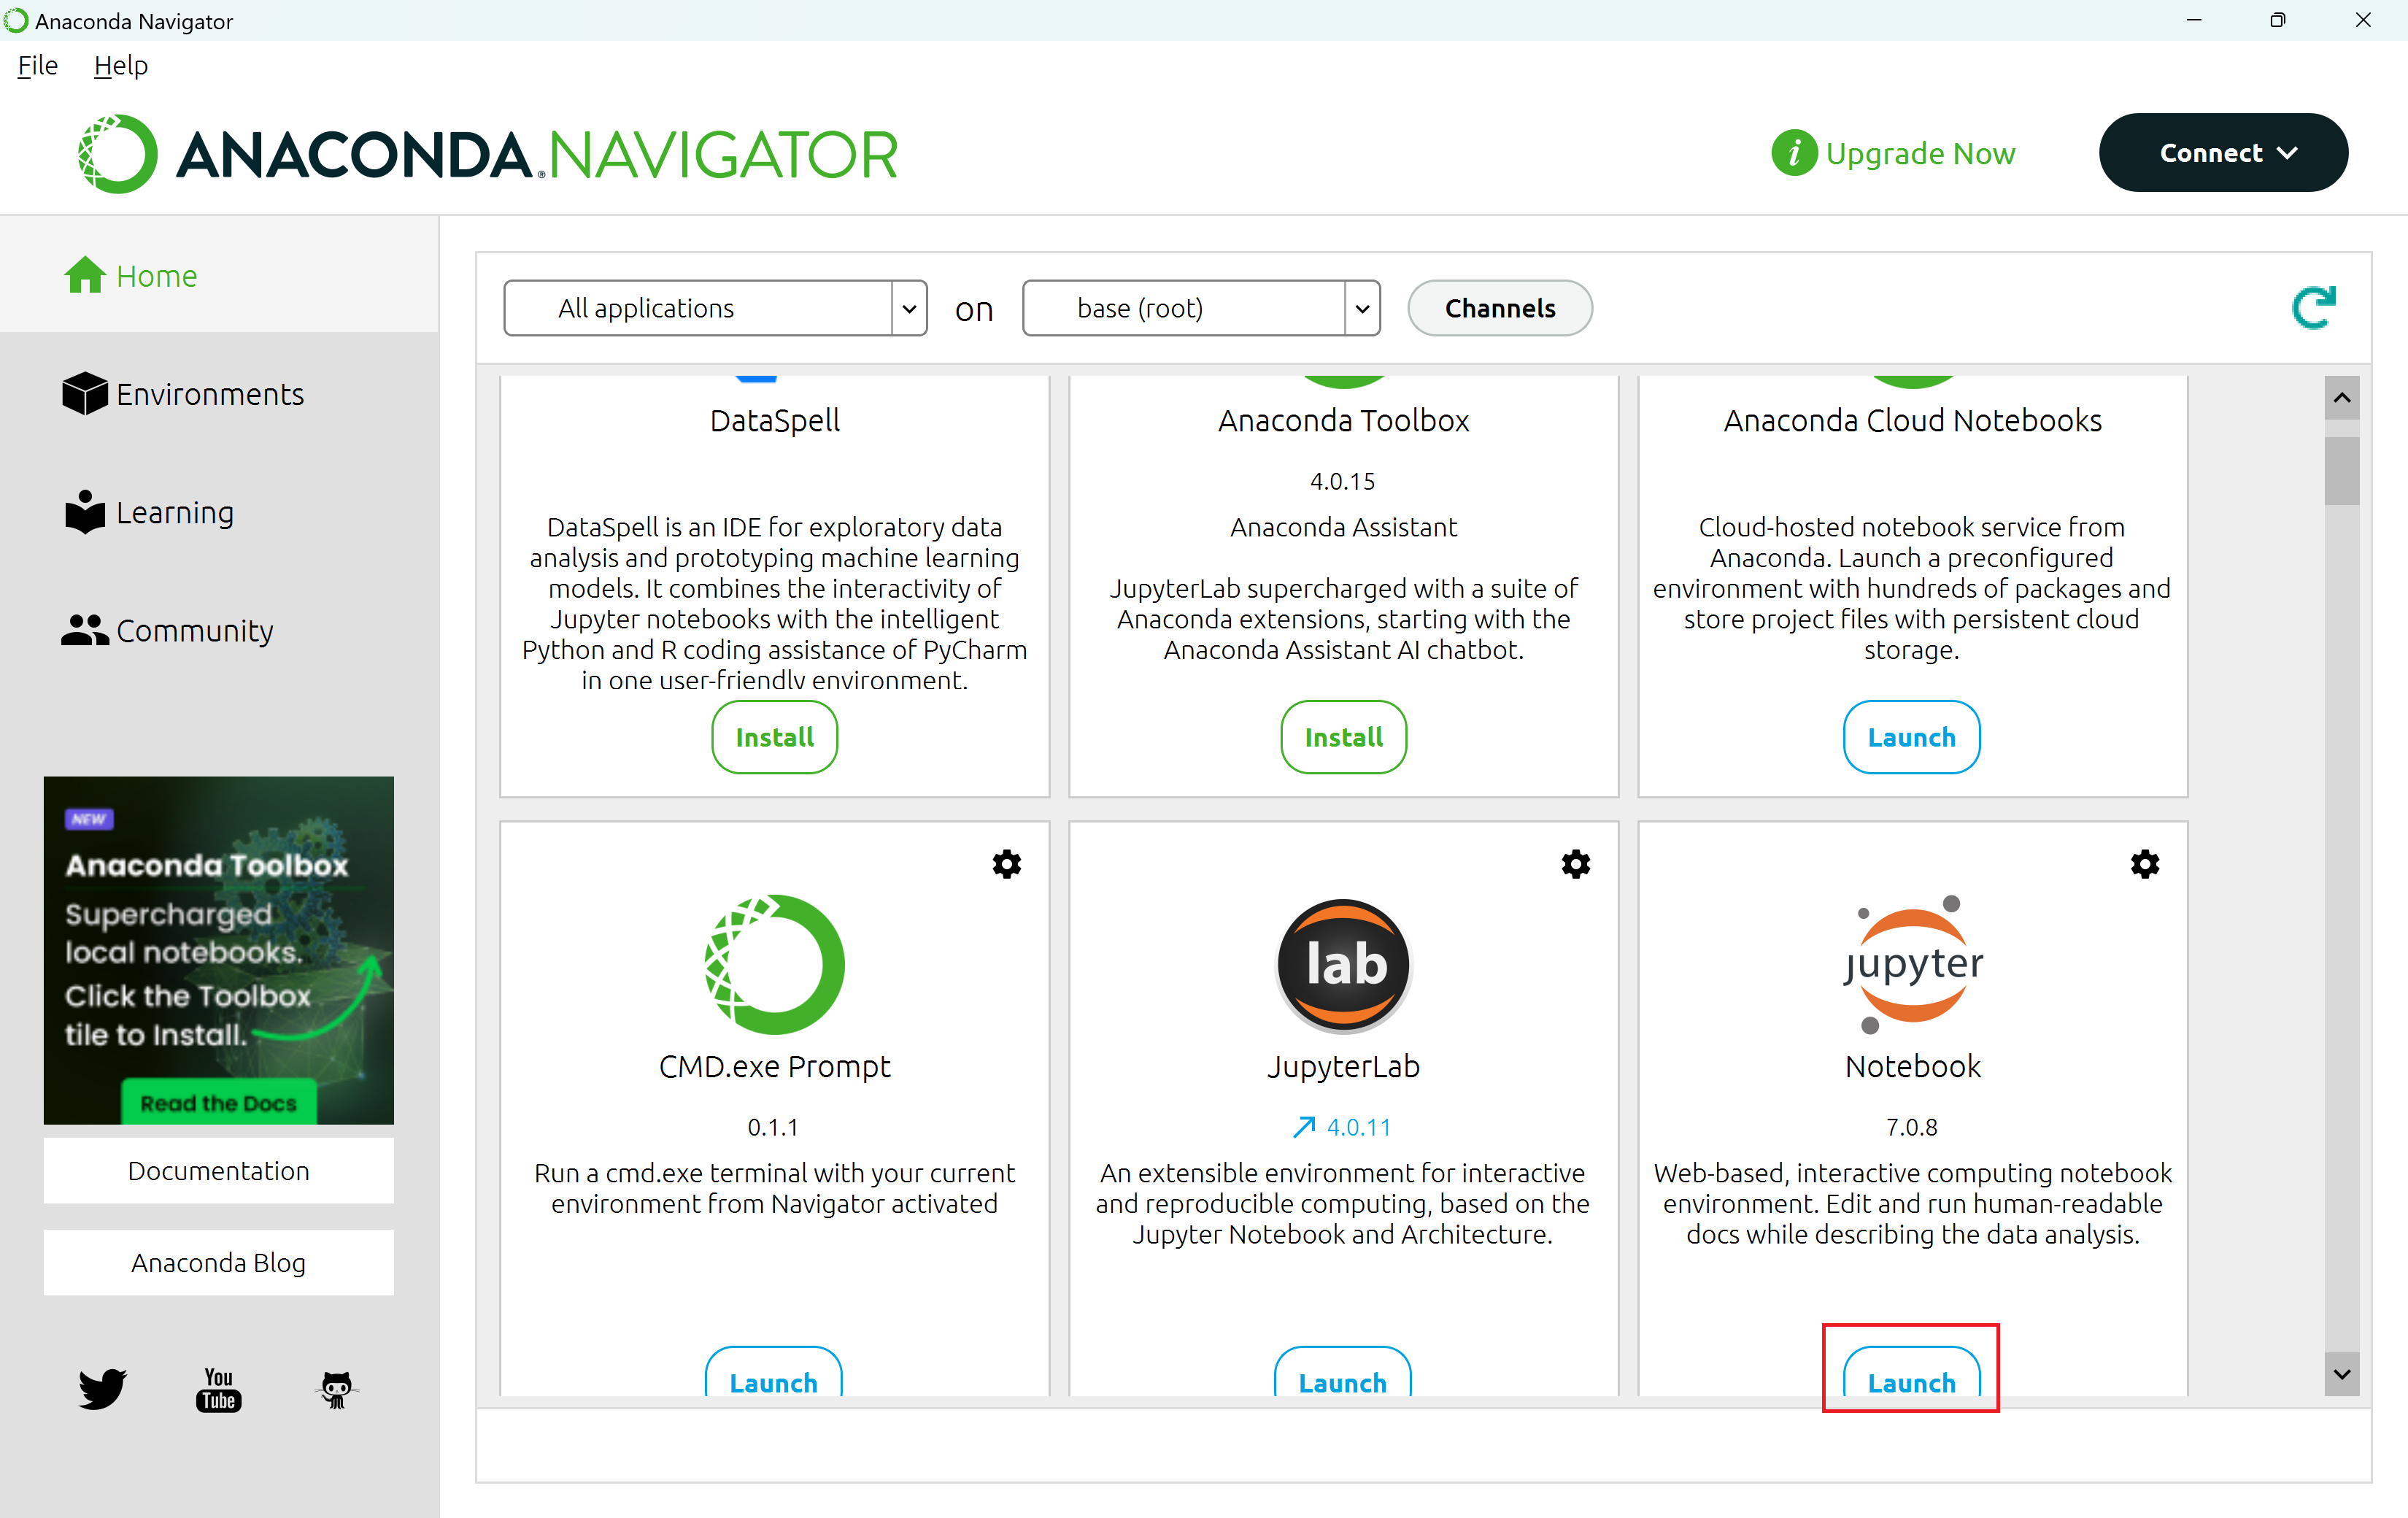 Anaconda Navigator
File Help
ANACONDA.NAVIGATOR
Upgrade Now
Connect
Home
Environments
Learning
Community
NEW
Anaconda Toolbox
Supercharged
local notebooks.
Click the Toolbox
tile to Install.
Read the Docs
Documentation
Anaconda Blog
You
Tube
All applications on base (root) Channels
DataSpell
DataSpell is an IDE for exploratory data
analysis and prototyping machine learning
models. It combines the interactivity of
Jupyter notebooks with the intelligent
Python and R coding assistance of PyCharm
in one user-friendly environment.
Install
Anaconda Toolbox
4.0.15
Anaconda Assistant
JupyterLab supercharged with a suite of
Anaconda extensions, starting with the
Anaconda Assistant AI chatbot.
Install
Anaconda Cloud Notebooks
Cloud-hosted notebook service from
Anaconda. Launch a preconfigured
environment with hundreds of packages and
store project files with persistent cloud
storage.
Launch
CMD.exe Prompt
0.1.1
Run a cmd.exe terminal with your current
environment from Navigator activated
Launch
lab
JupyterLab
4.0.11
An extensible environment for interactive
and reproducible computing, based on the
Jupyter Notebook and Architecture.
Launch
jupyter
Notebook
7.0.8
Web-based, interactive computing notebook
environment. Edit and run human-readable
docs while describing the data analysis.
Launch